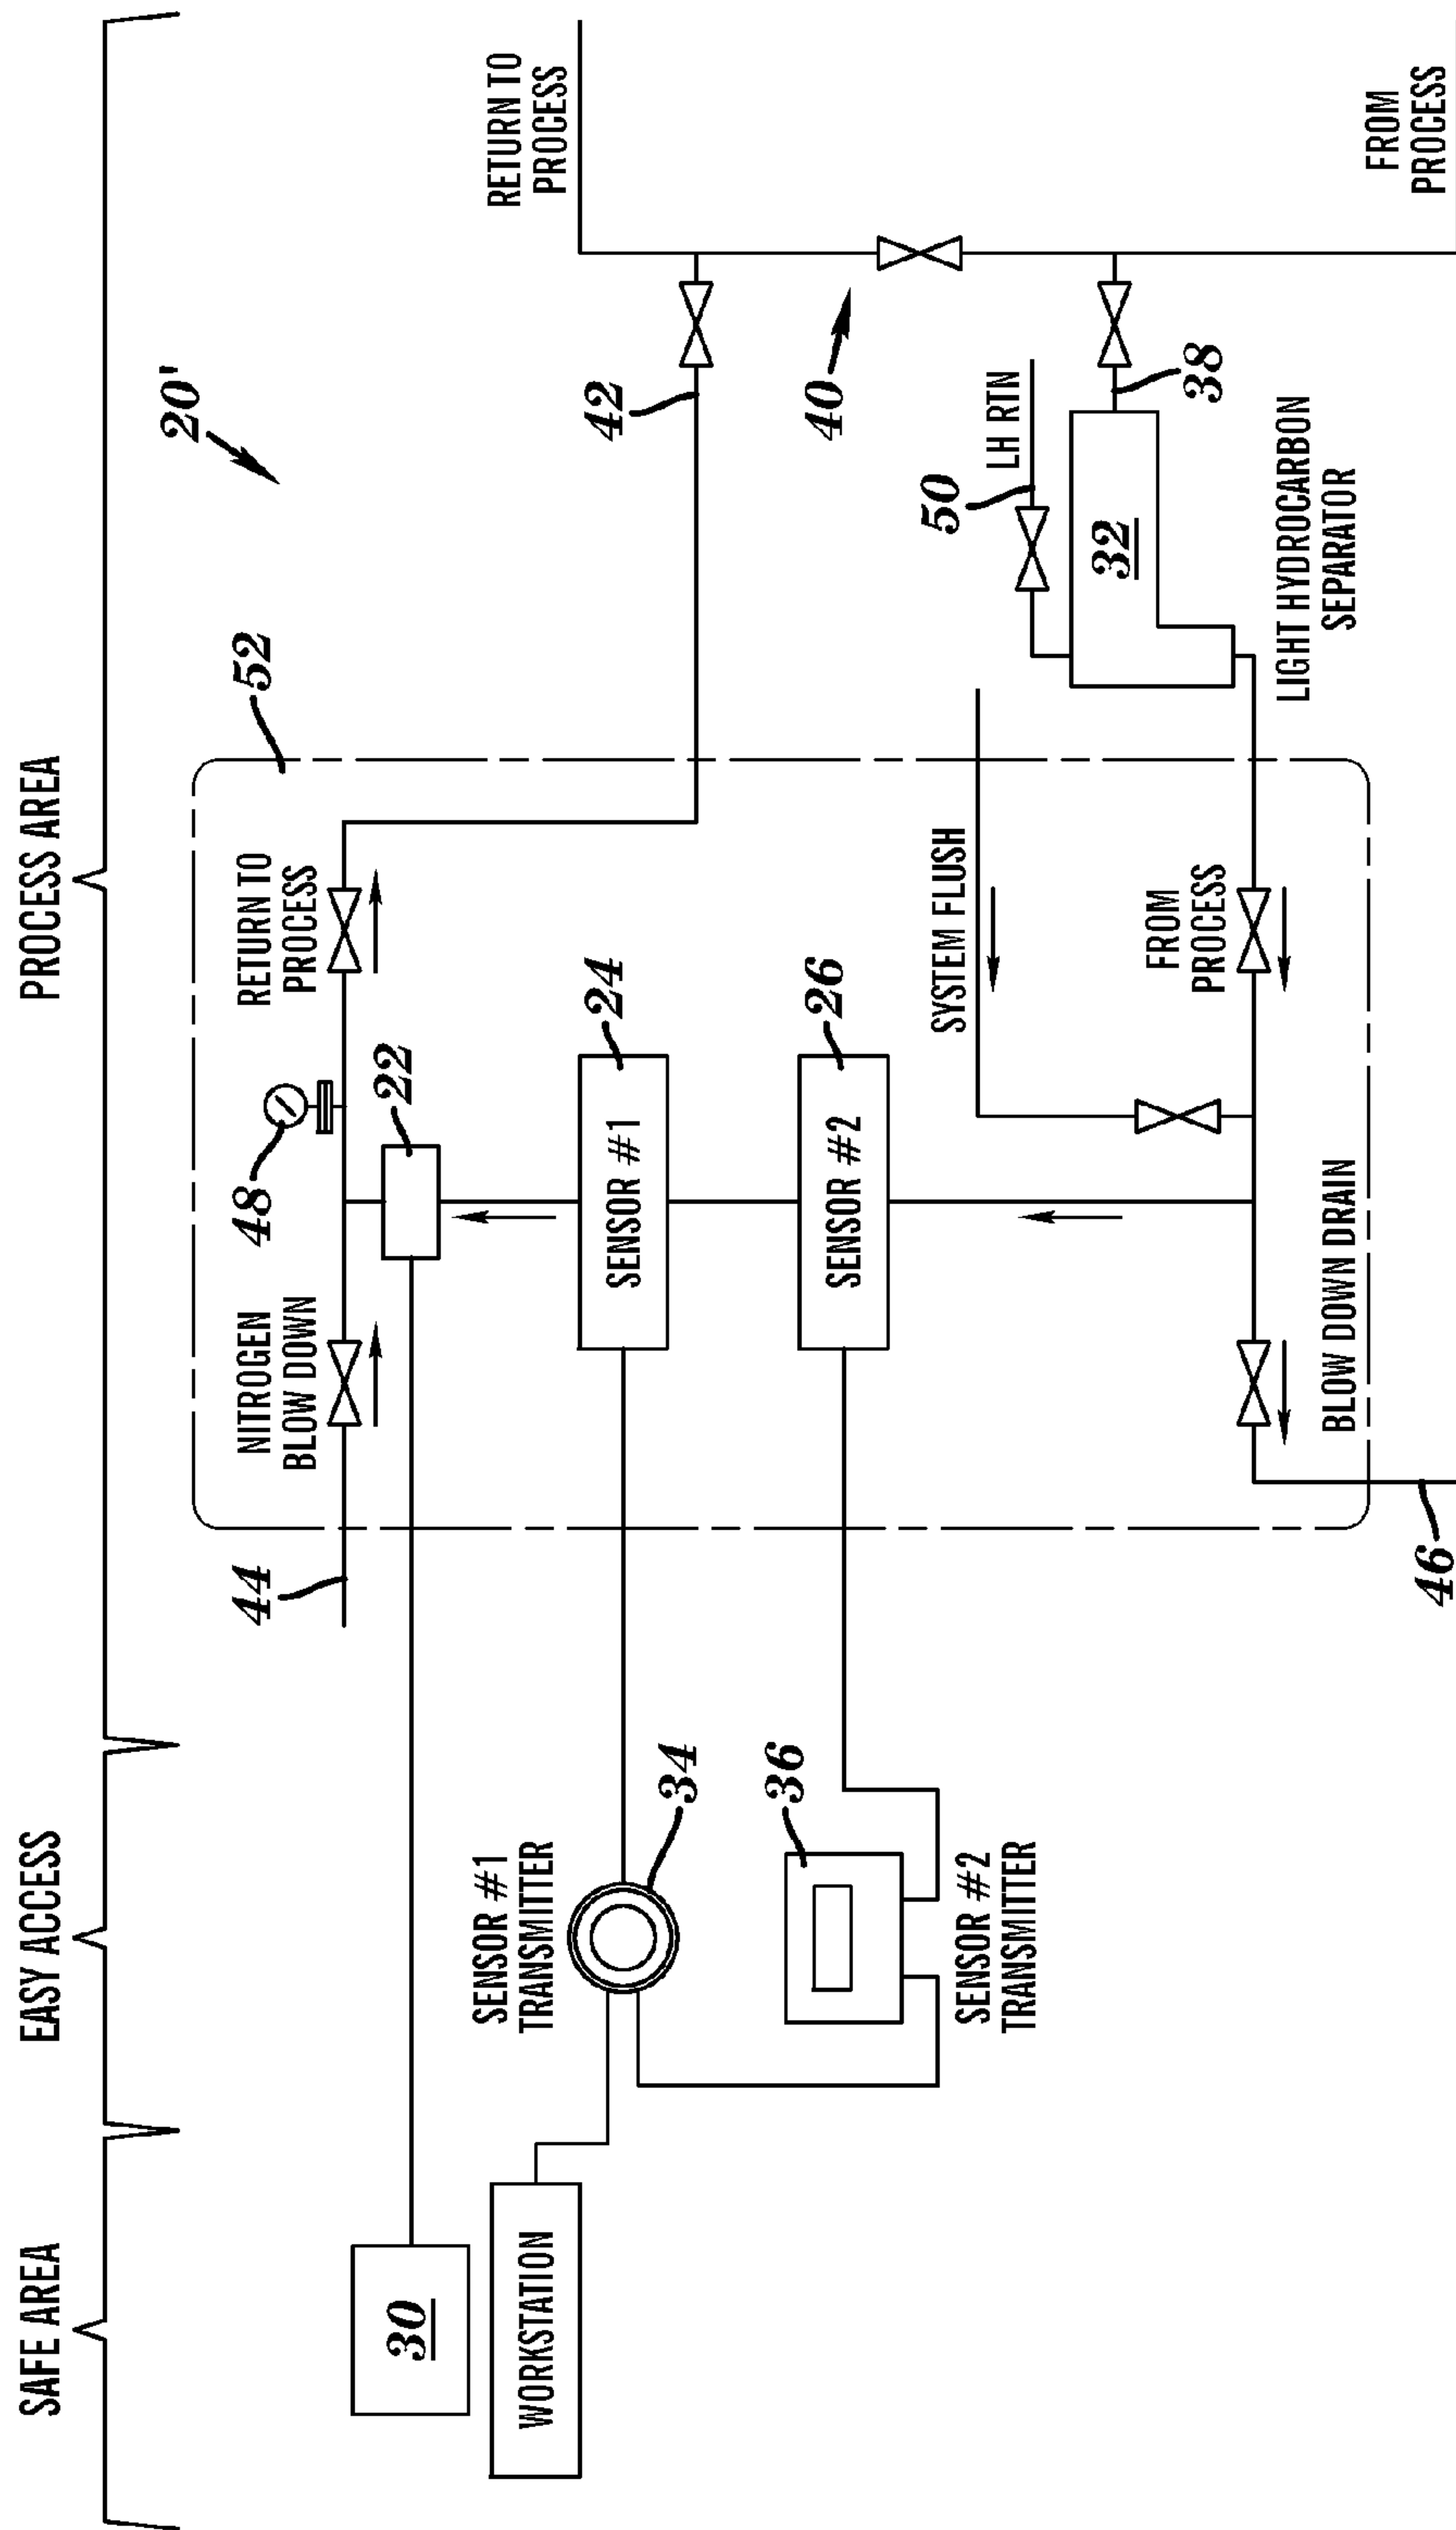 SAFE AREA
EASY ACCESS
PROCESS AREA
20'
52
44
NITROGEN
BLOW DOWN
48
RETURN TO
PROCESS
22
30
WORKSTATION
SENSOR #1
TRANSMITTER
34
SENSOR #1
24
42
RETURN TO
PROCESS
36
SENSOR #2
TRANSMITTER
SENSOR #2
26
40
SYSTEM FLUSH
50
LH RTN
32
38
FROM
PROCESS
LIGHT HYDROCARBON
SEPARATOR
BLOW DOWN DRAIN
46
FROM
PROCESS